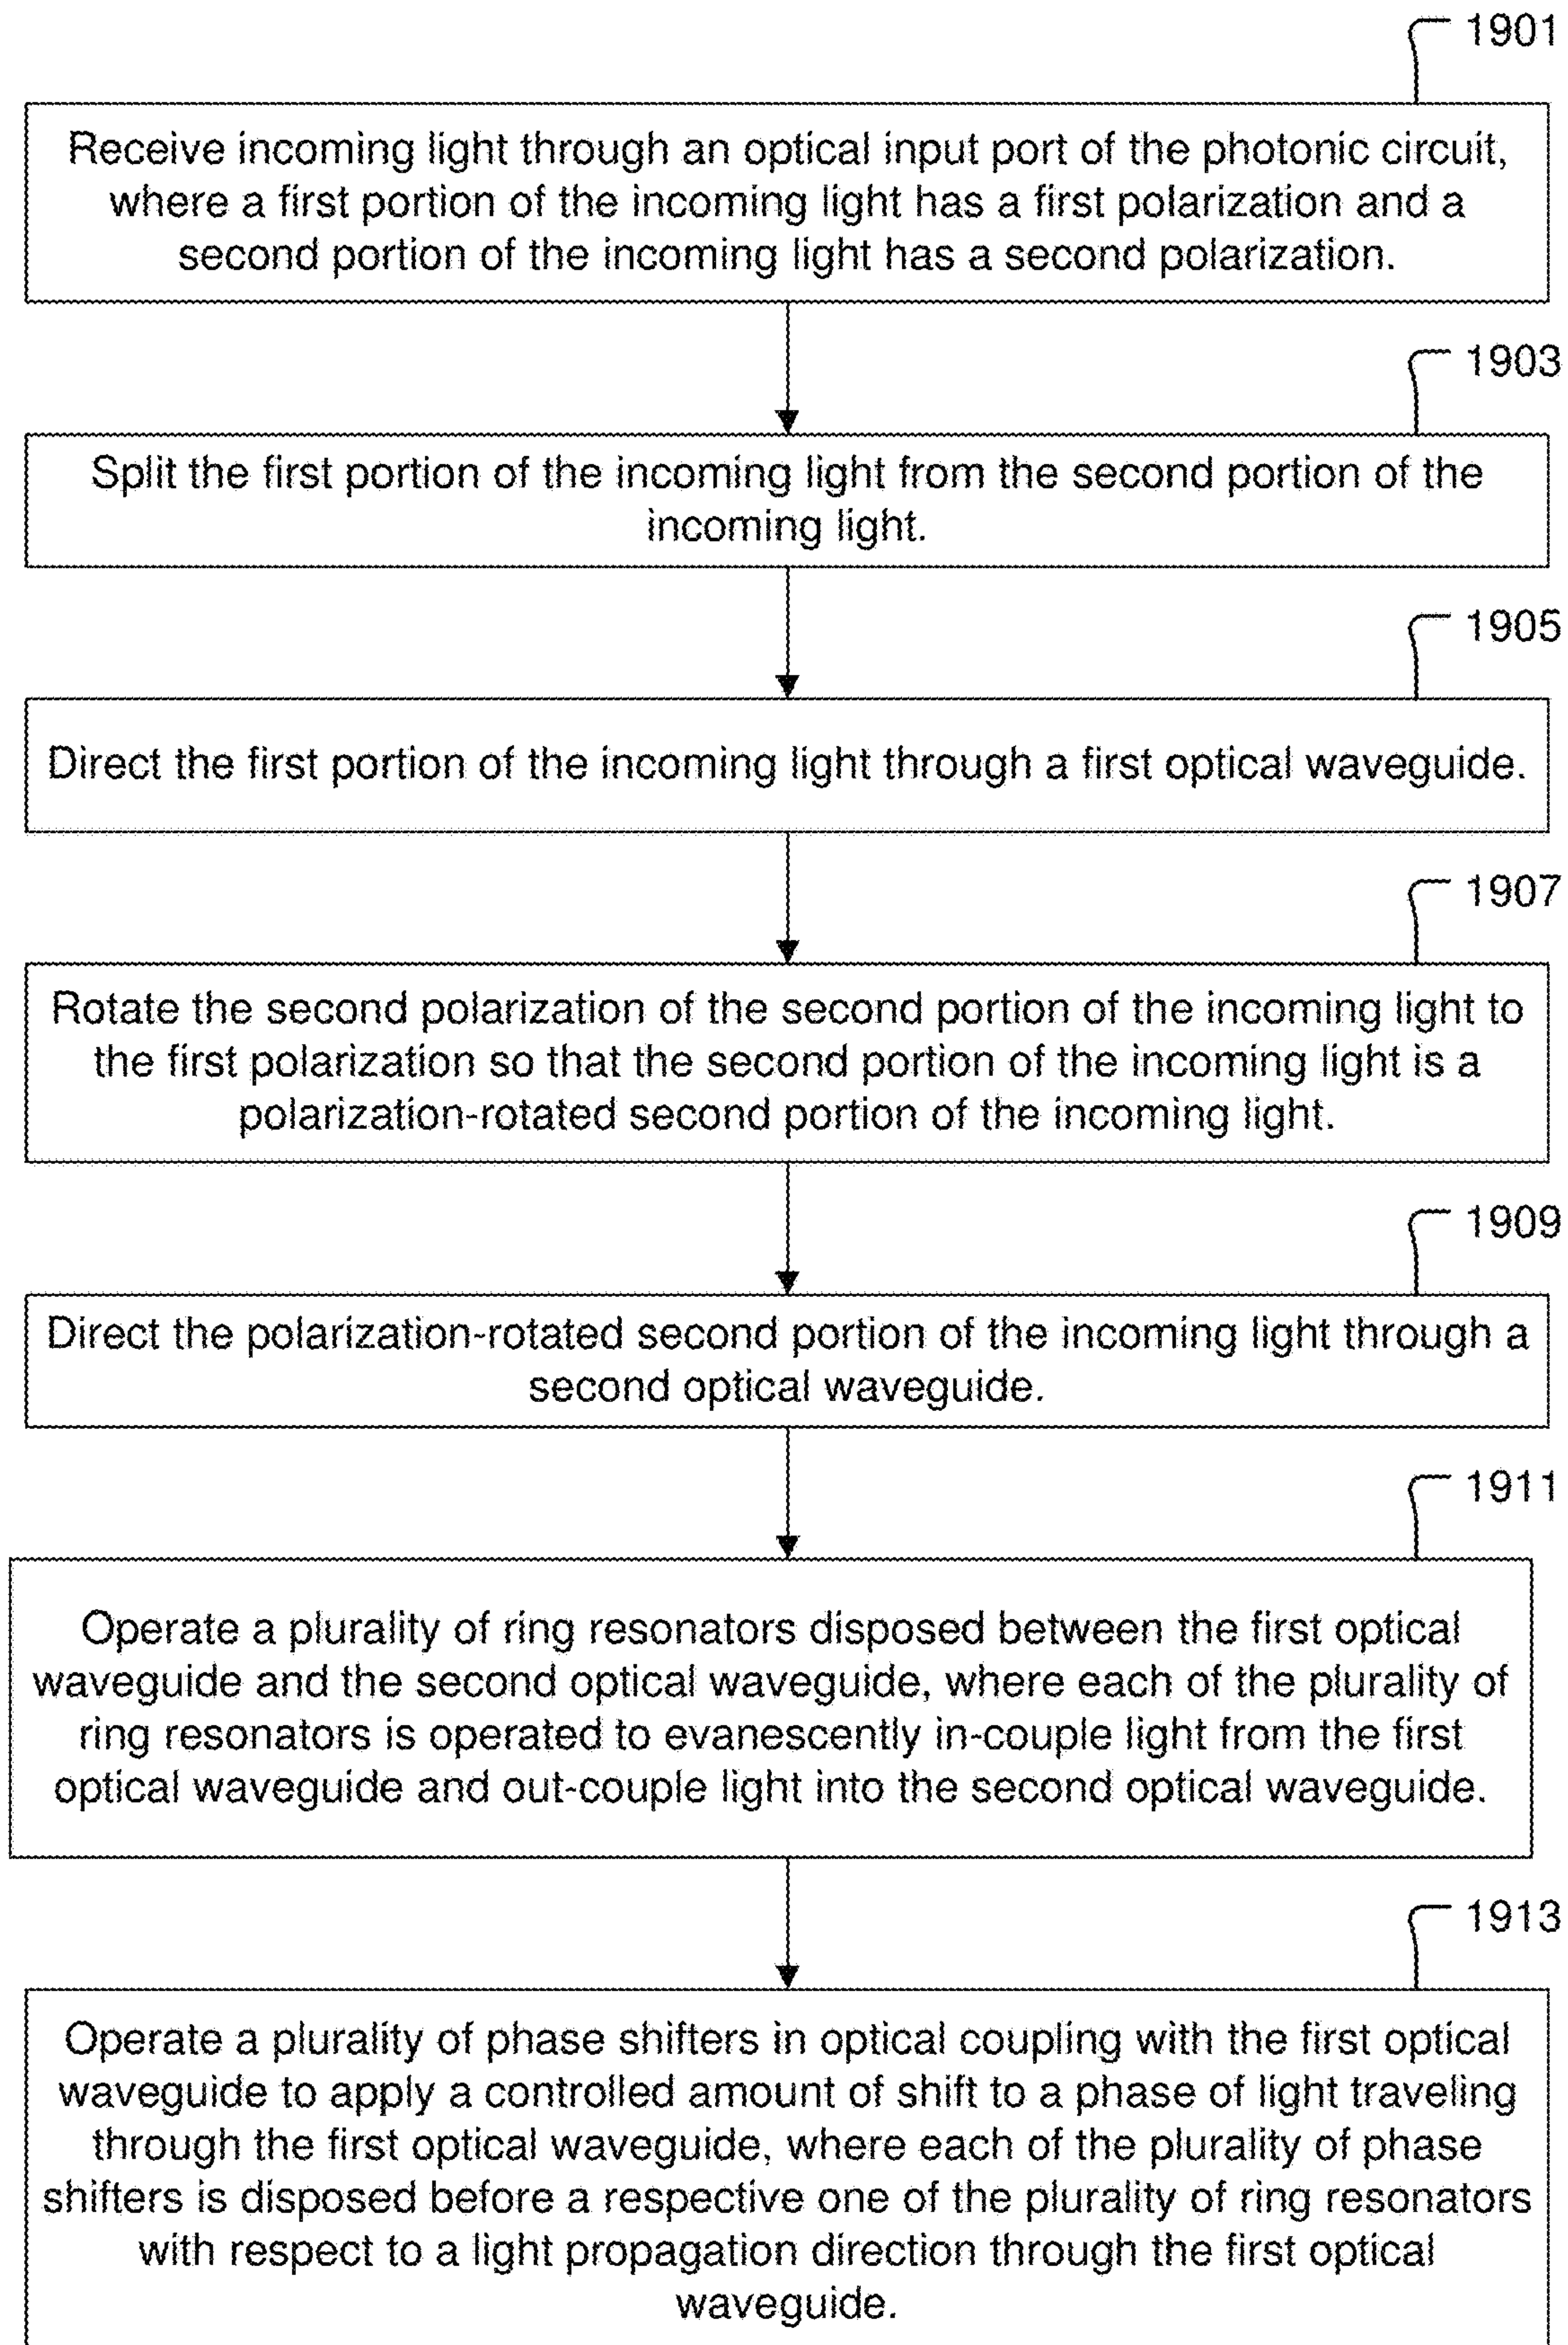 1901
Receive incoming light through an optical input port of the photonic circuit,
where a first portion of the incoming light has a first polarization and a
second portion of the incoming light has a second polarization.
1903
Split the first portion of the incoming light from the second portion of the
incoming light.
1905
Direct the first portion of the incoming light through a first optical waveguide.
1907
Rotate the second polarization of the second portion of the incoming light to
the first polarization so that the second portion of the incoming light is a
polarization-rotated second portion of the incoming light.
1909
Direct the polarization-rotated second portion of the incoming light through a
second optical waveguide.
1911
Operate a plurality of ring resonators disposed between the first optical
waveguide and the second optical waveguide, where each of the plurality of
ring resonators is operated to evanescently in-couple light from the first
optical waveguide and out-couple light into the second optical waveguide.
1913
Operate a plurality of phase shifters in optical coupling with the first optical
waveguide to apply a controlled amount of shift to a phase of light traveling
through the first optical waveguide, where each of the plurality of phase
shifters is disposed before a respective one of the plurality of ring resonators
with respect to a light propagation direction through the first optical
waveguide.